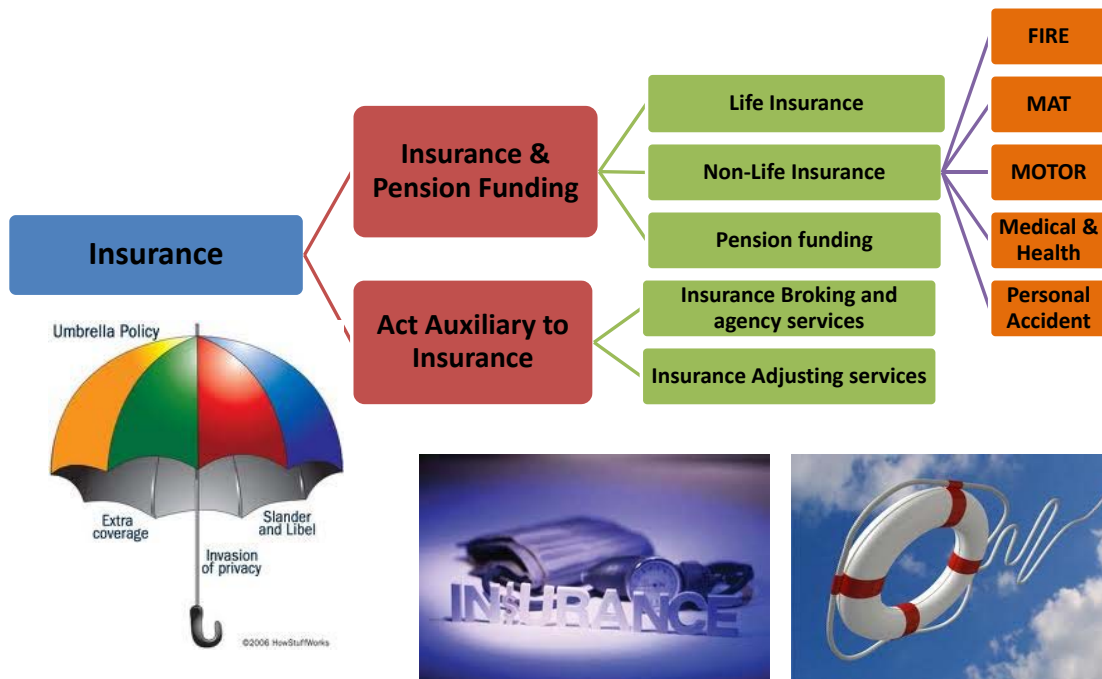 Insurance
Insurance &
Pension Funding
Act Auxiliary to
Insurance
Life Insurance
Non-Life Insurance
Pension funding
Insurance Broking and
agency services
Insurance Adjusting services
FIRE
MAT
MOTOR
Medical &
Health
Personal
Accident
Umbrella Policy
Extra
coverage
Slander
and Libel
Invasion
of privacy
©2006 HowStuffWorks
IN$URANCE